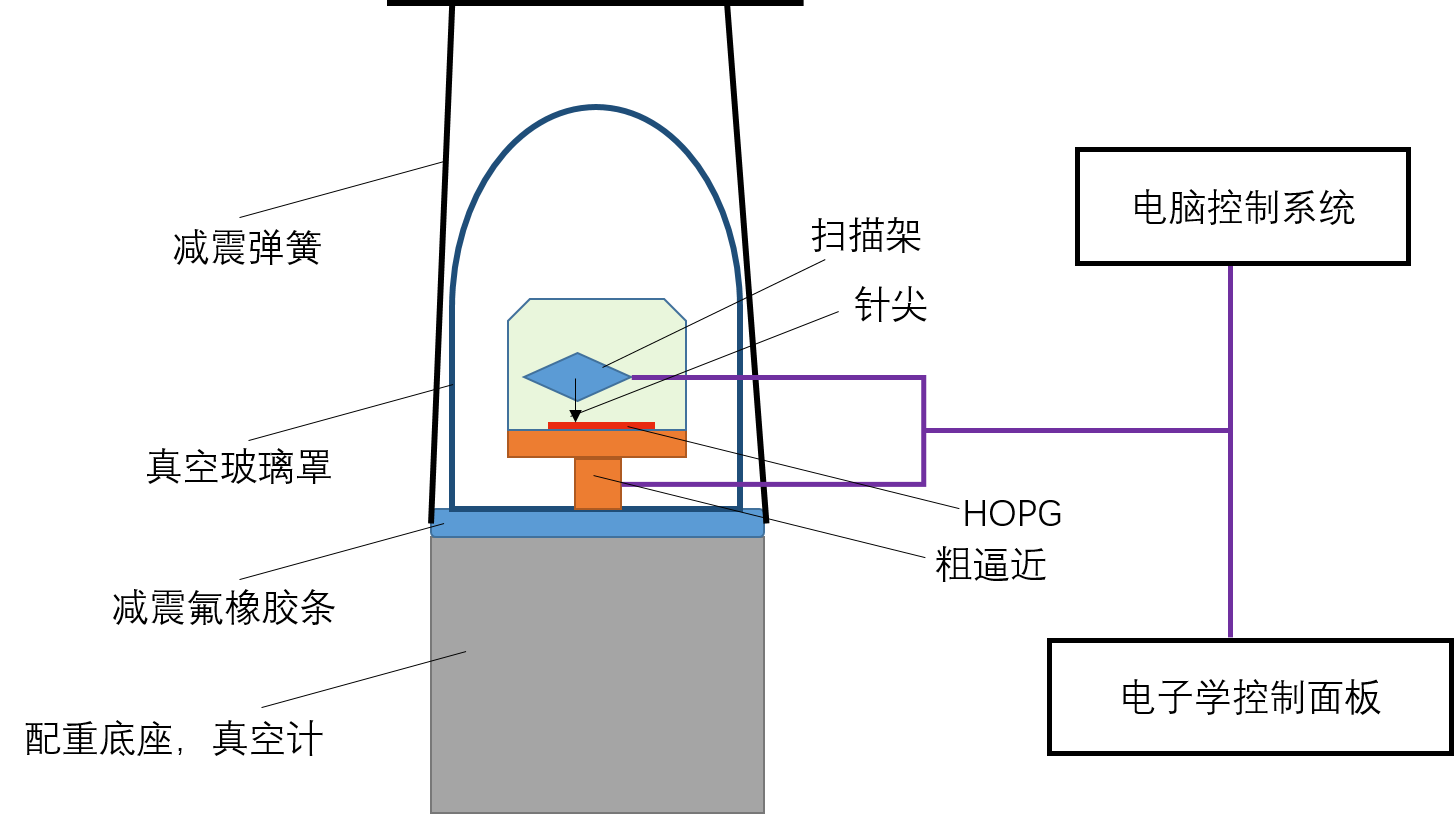 电脑控制系统
扫描架
减震弹簧
针尖
真空玻璃罩
HOPG
粗逼近
减震氟橡胶条
电子学控制面板
配重底座，真空计